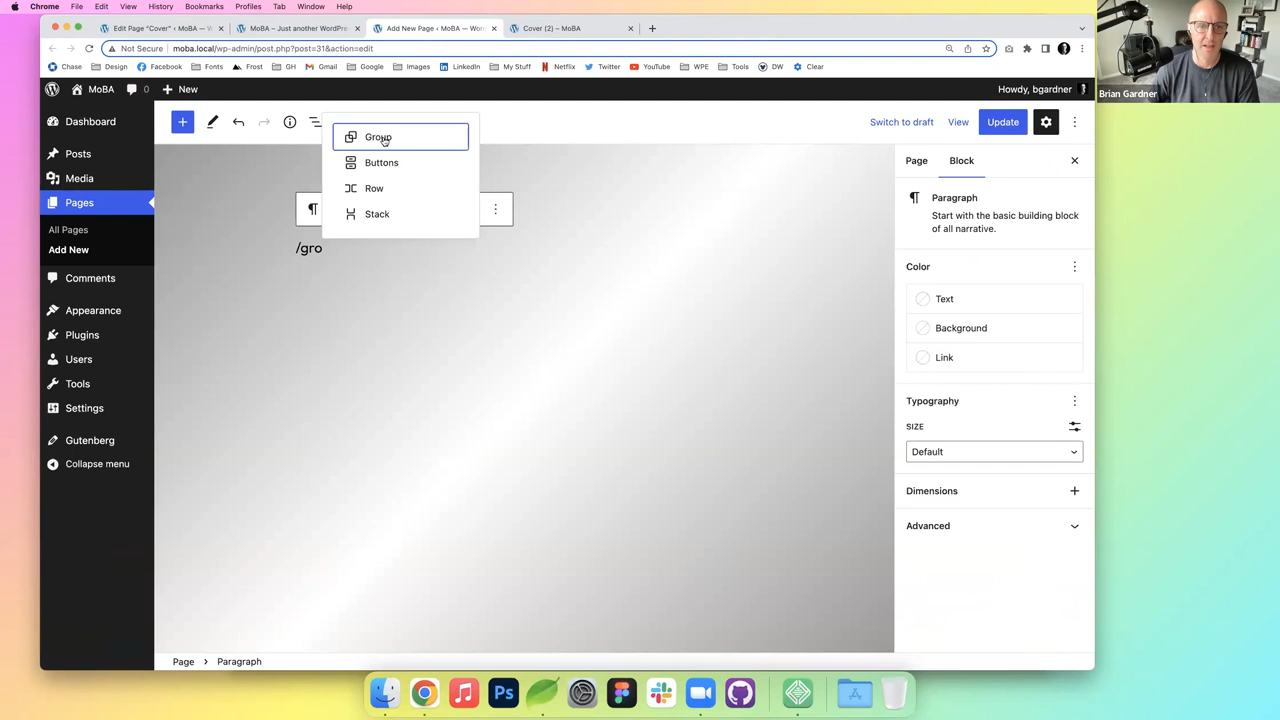 Chrome File Edit View History Bookmarks Profiles Tab Window Help
Edit Page “Cover” ‹ MoBA — W
MoBA – Just another WordPre
Add New Page ‹ MoBA — Wor
Cover (2) – MoBA
Not Secure moba.local/wp-admin/post.php?post=31&action=edit
Chase Design Facebook Fonts Frost GH Gmail Google Images LinkedIn My Stuff Netflix Twitter YouTube WPE Tools DW Clear
MoBA 0 New Howdy, bgardner
Brian Gardner
Dashboard
Posts
Media
Pages
All Pages
Add New
Comments
Appearance
Plugins
Users
Tools
Settings
Gutenberg
Collapse menu
Switch to draft View Update
Group
Buttons
Row
Stack
/gro
Page Block
Paragraph
Start with the basic building block
of all narrative.
Color
Text
Background
Link
Typography
SIZE
Default
Dimensions
Advanced
Page › Paragraph
Ps